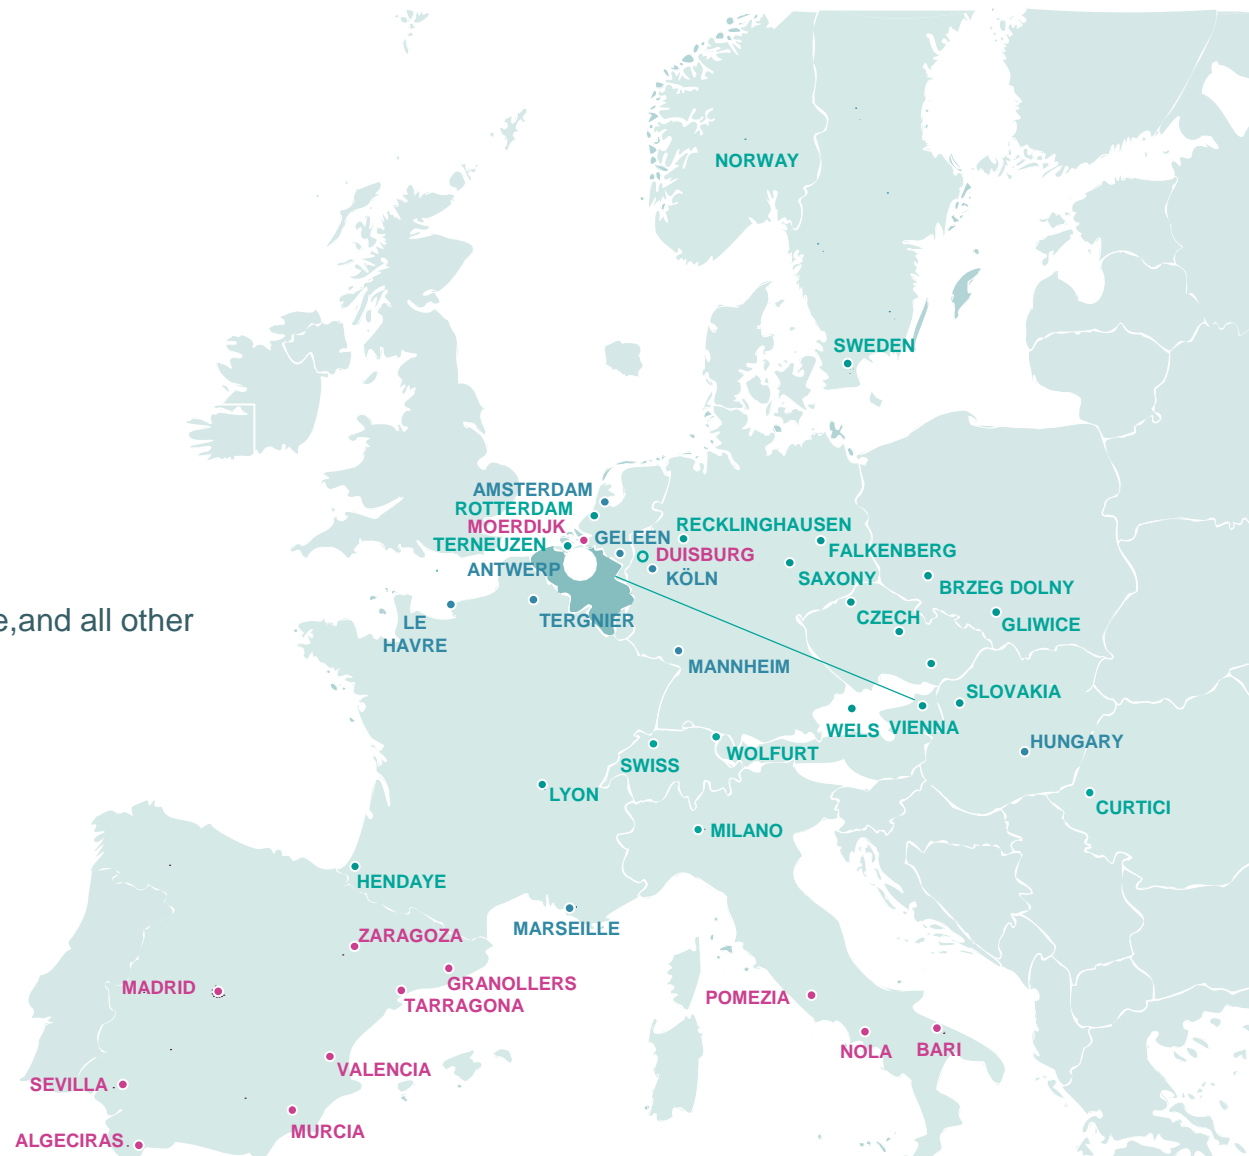 NORWAY
SWEDEN
AMSTERDAM
ROTTERDAM
MOERDIJK
RECKLINGHAUSEN
GELEEN
TERNEUZEN
DUISBURG
FALKENBERG
ANTWERP
KÖLN
SAXONY
BRZEG DOLNY
e,and all other
LE
HAVRE
TERGNIER
CZECH
GLIWICE
MANNHEIM
SLOVAKIA
WELS
VIENNA
HUNGARY
WOLFURT
SWISS
LYON
CURTICI
MILANO
HENDAYE
MARSEILLE
ZARAGOZA
MADRID
GRANOLLERS
TARRAGONA
POMEZIA
NOLA
BARI
VALENCIA
SEVILLA
MURCIA
ALGECIRAS